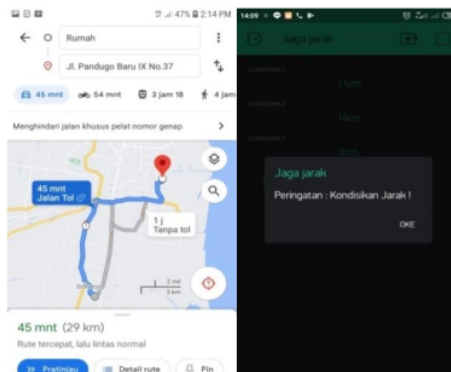 47% 2:14 PM
Rumah
Jl. Pandugo Baru IX No.37
45 mnt
54 mnt
3 jam 18
4 jam
Menghindari jalan khusus pelat nomor genap
45 mnt
Jalan Tol
1 j
Tanpa tol
2 mil
5 km
45 mnt (29 km)
Rute tercepat, lalu lintas normal
Pratinjau
Detail rute
Pin
14:09
Jaga jarak
11cm
14cm
8cm
Jaga jarak
Peringatan : Kondisikan Jarak !
OKE